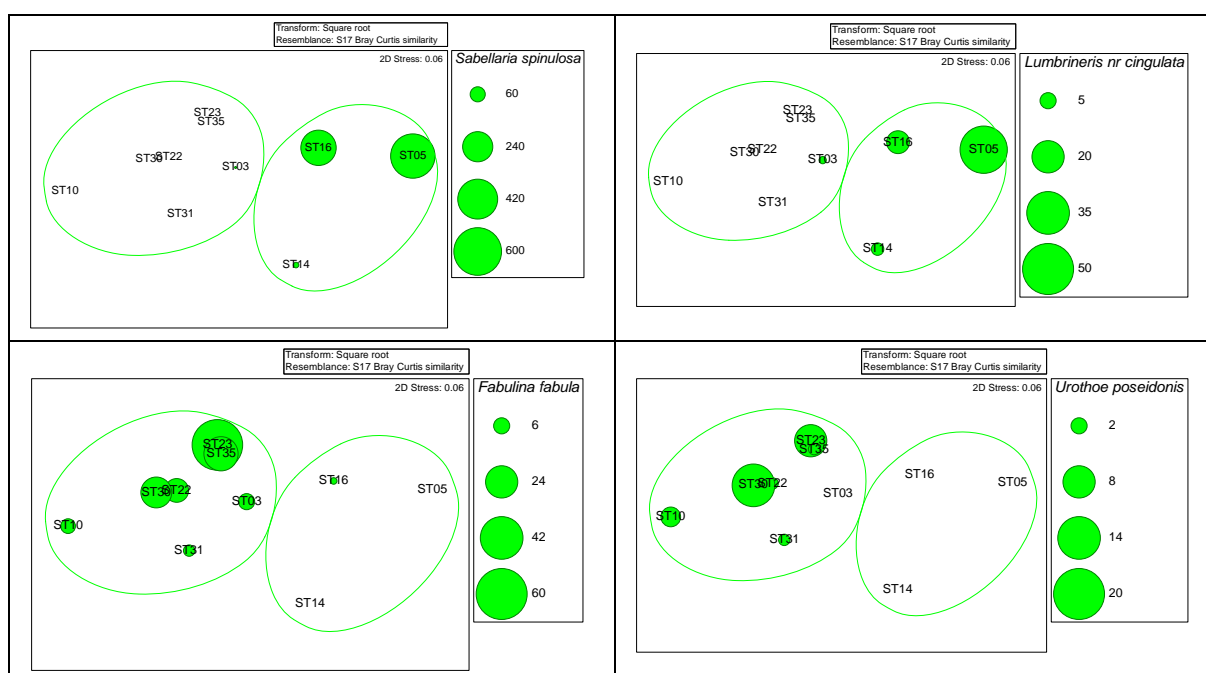 Transform: Square root
Resemblance: S17 Bray Curtis similarity
2D Stress: 0.06
Sabellaria spinulosa
60
240
420
600
ST23
ST35
ST16
ST05
ST30
ST22
ST03
ST10
ST31
ST14
Transform: Square root
Resemblance: S17 Bray Curtis similarity
2D Stress: 0.06
Lumbrineris nr cingulata
5
20
35
50
ST23
ST35
ST16
ST05
ST30
ST22
ST03
ST10
ST31
ST14
Transform: Square root
Resemblance: S17 Bray Curtis similarity
2D Stress: 0.06
Fabulina fabula
6
24
42
60
ST23
ST35
ST16
ST05
ST30
ST22
ST03
ST10
ST31
ST14
Transform: Square root
Resemblance: S17 Bray Curtis similarity
2D Stress: 0.06
Urothoe poseidonis
2
8
14
20
ST23
ST35
ST16
ST05
ST30
ST22
ST03
ST10
ST31
ST14